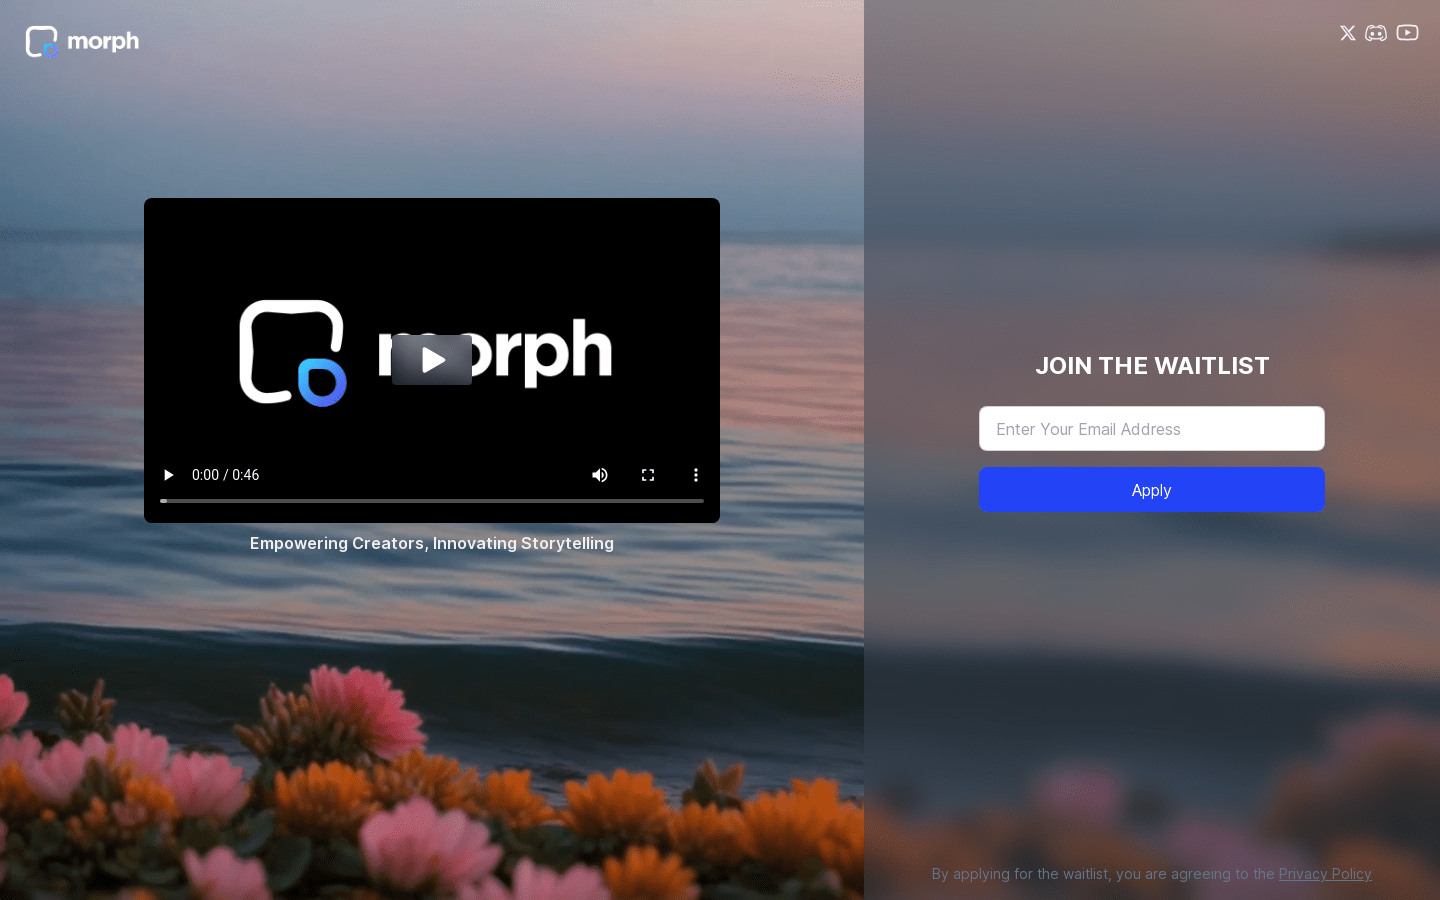 morph
morph
0:00 / 0:46
Empowering Creators, Innovating Storytelling
JOIN THE WAITLIST
Enter Your Email Address
Apply
By applying for the waitlist, you are agreeing to the Privacy Policy